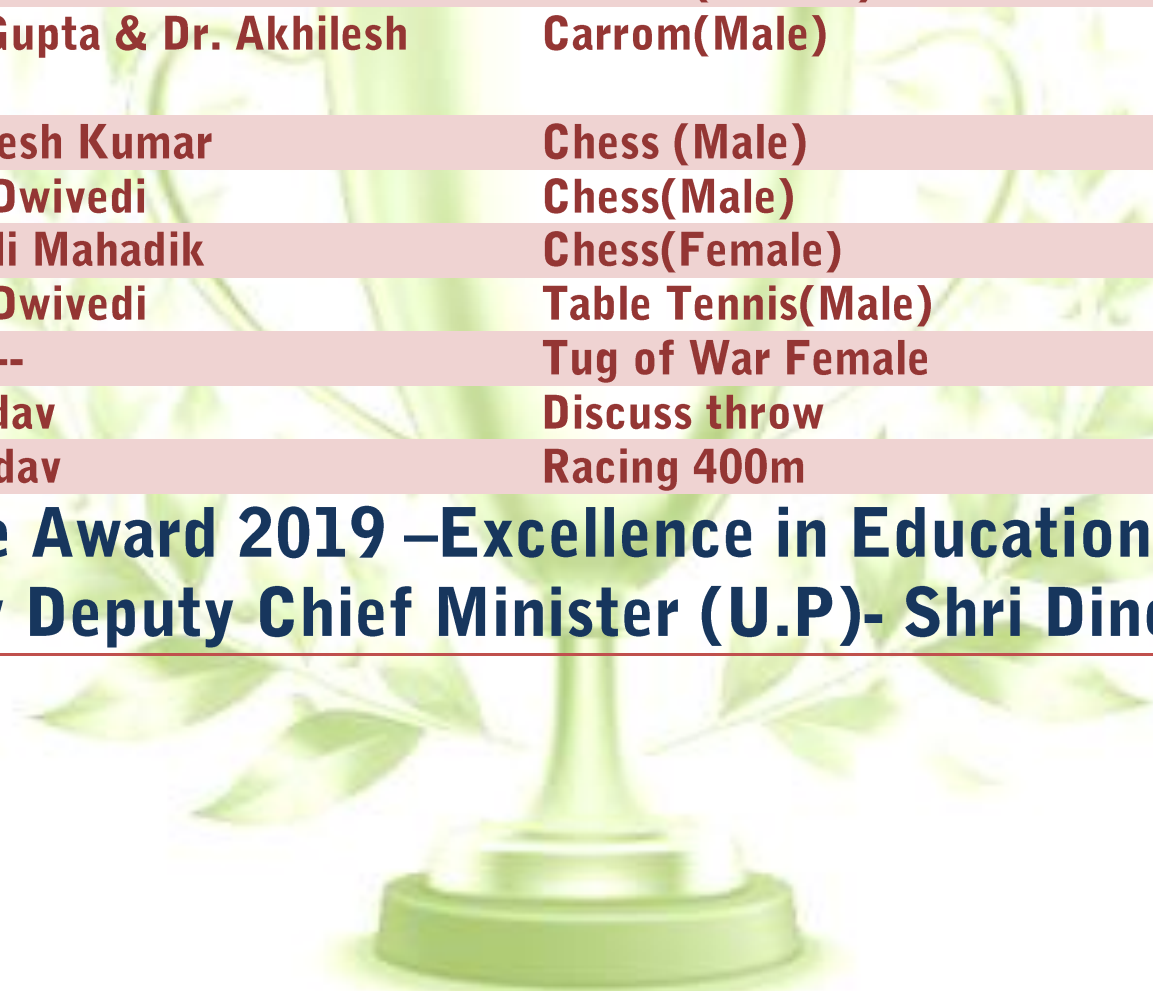 Gupta & Dr. Akhilesh Carrom(Male)
esh Kumar Chess (Male)
Dwivedi Chess(Male)
li Mahadik Chess(Female)
Dwivedi Table Tennis(Male)
-- Tug of War Female
dav Discuss throw
dav Racing 400m
e Award 2019 –Excellence in Education
Deputy Chief Minister (U.P)- Shri Dine